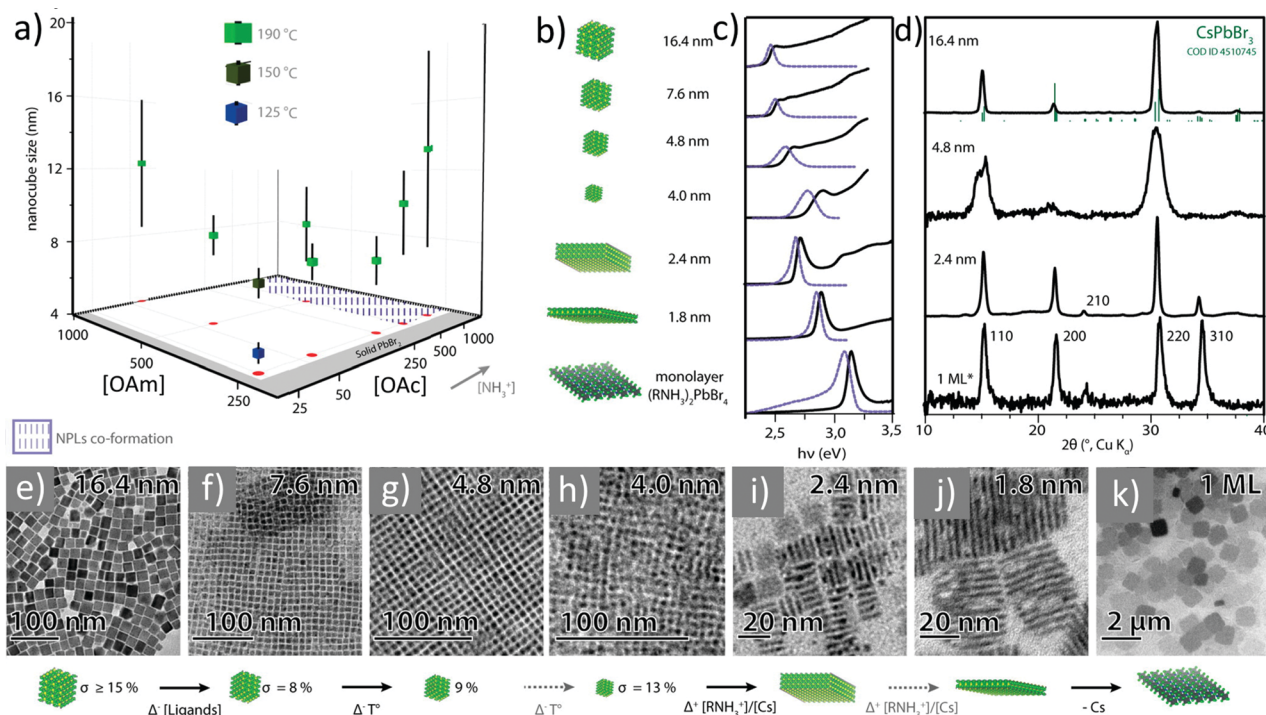 a)
20
16
12
8
4
nanocube size (nm)
190 °C
150 °C
125 °C
1000
500
250
[OAm]
25
50
100
250
500
1000
[OAc]
Solid PbBr2
[NH3+]
NPLs co-formation
b)
16.4 nm
7.6 nm
4.8 nm
4.0 nm
2.4 nm
1.8 nm
monolayer
(RNH3)2PbBr4
c)
2,5 3,0 3,5
hν (eV)
d)
16.4 nm
CsPbBr3
COD ID 4510745
4.8 nm
2.4 nm
210
1 ML*
110
200
220
310
10 20 30 40
2θ (°, Cu Kα)
e)
16.4 nm
100 nm
f)
7.6 nm
100 nm
g)
4.8 nm
100 nm
h)
4.0 nm
100 nm
i)
2.4 nm
20 nm
j)
1.8 nm
20 nm
k)
1 ML
2 µm
σ ≥ 15 %
Δ- [Ligands]
σ = 8 %
Δ- T°
9 %
Δ- T°
σ = 13 %
Δ+ [RNH3+]/[Cs]
Δ+ [RNH3+]/[Cs]
- Cs